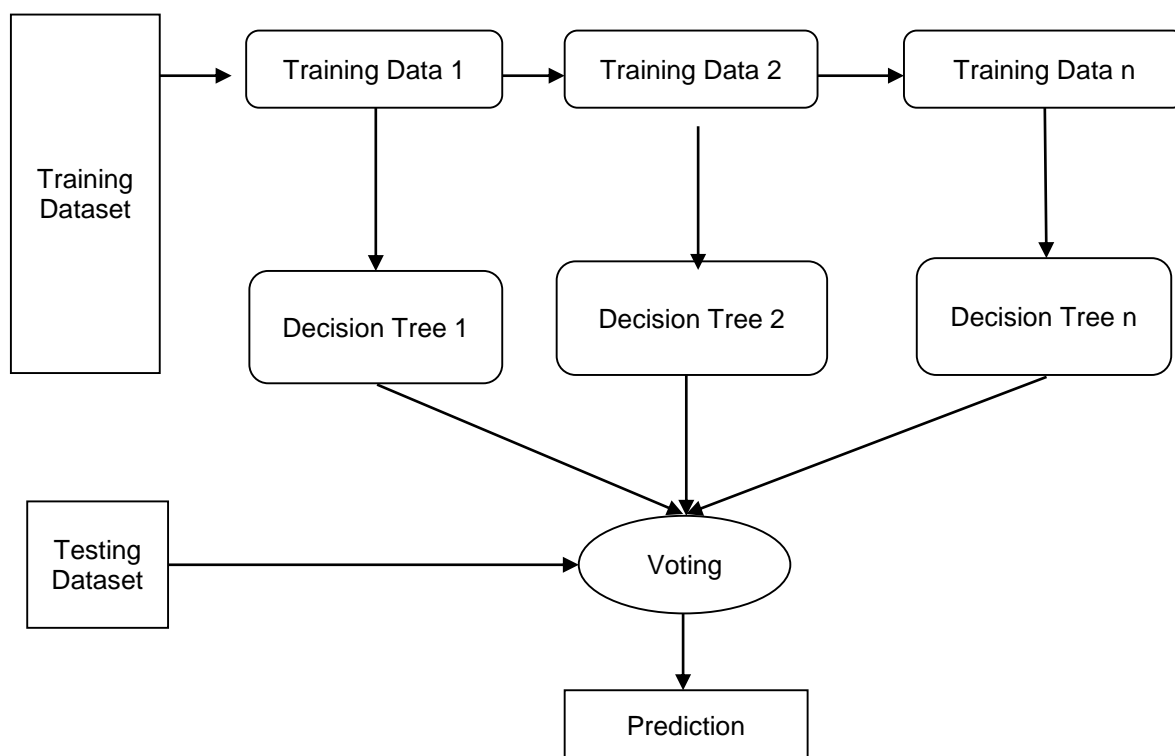 Training Data 1
Training Data 2
Training Data n
Training
Dataset
Decision Tree 1
Decision Tree 2
Decision Tree n
Testing
Dataset
Voting
Prediction